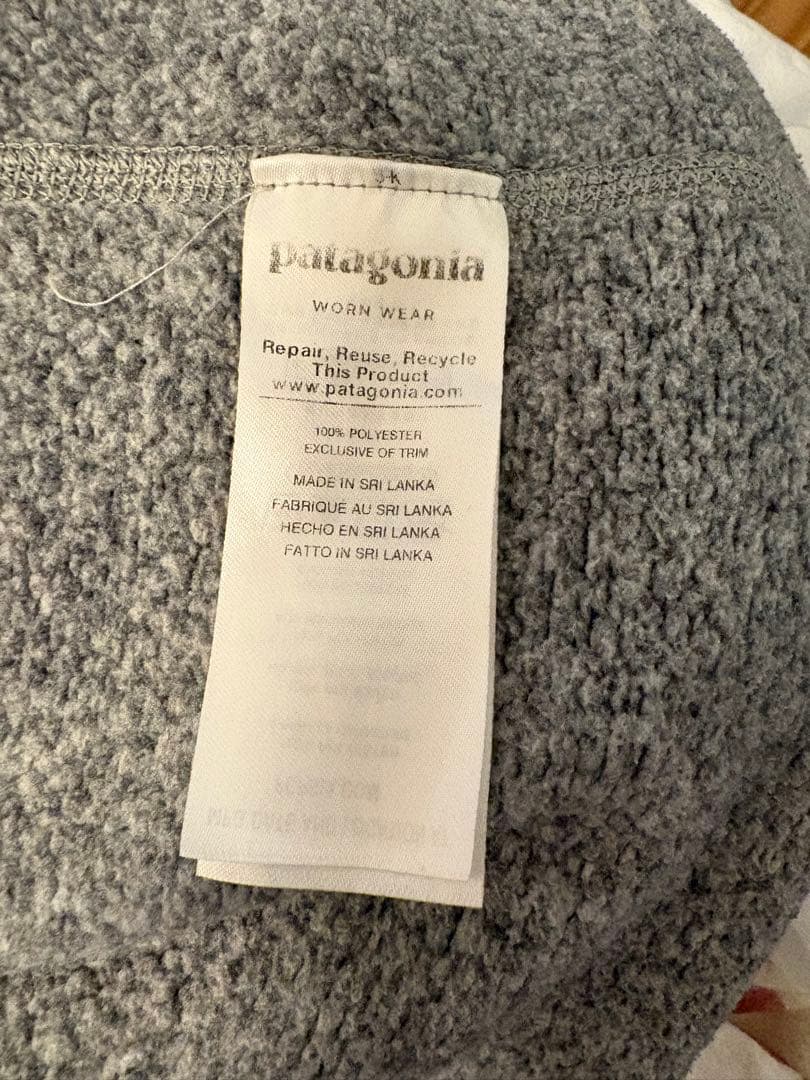 patagonia
WORN WEAR
Repair, Reuse, Recycle
This Product
www.patagonia.com
100% POLYESTER
EXCLUSIVE OF TRIM
MADE IN SRI LANKA
FABRIQUÉ AU SRI LANKA
HECHO EN SRI LANKA
FATTO IN SRI LANKA